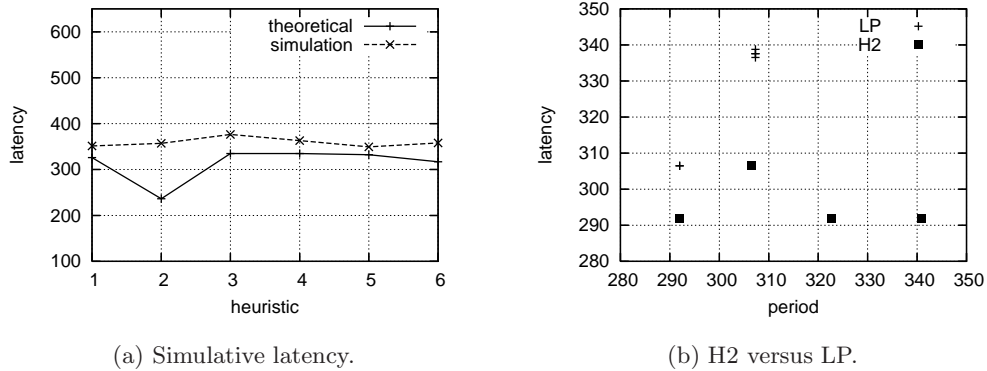 600
500
400
300
200
100
1 2 3 4 5 6
latency
heuristic
theoretical
simulation
(a) Simulative latency.
350
340
330
320
310
300
290
280
280 290 300 310 320 330 340 350
latency
period
LP
H2
(b) H2 versus LP.